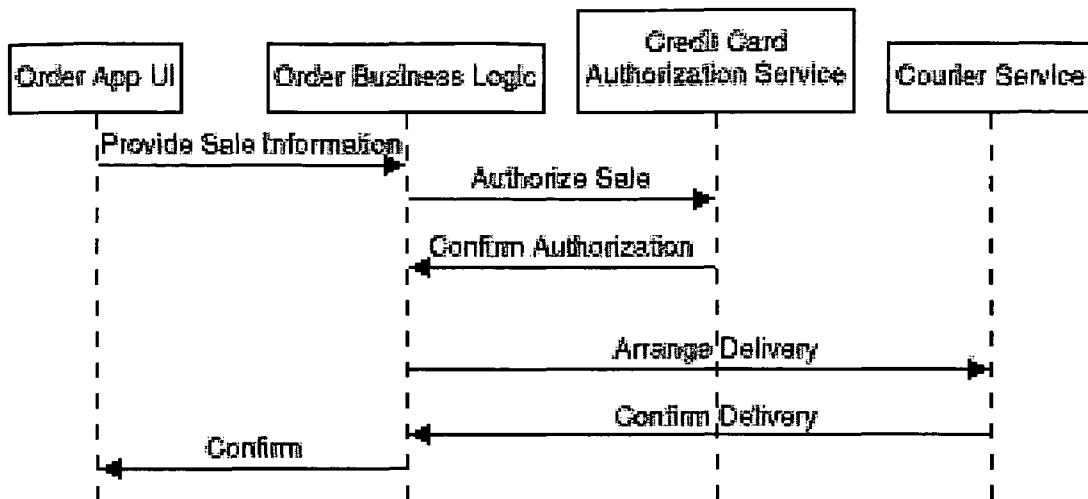 Order App UI
Order Business Logic
Credit Card
Authorization Service
Courier Service
Provide Sale Information
Authorize Sale
Confirm Authorization
Arrange Delivery
Confirm Delivery
Confirm